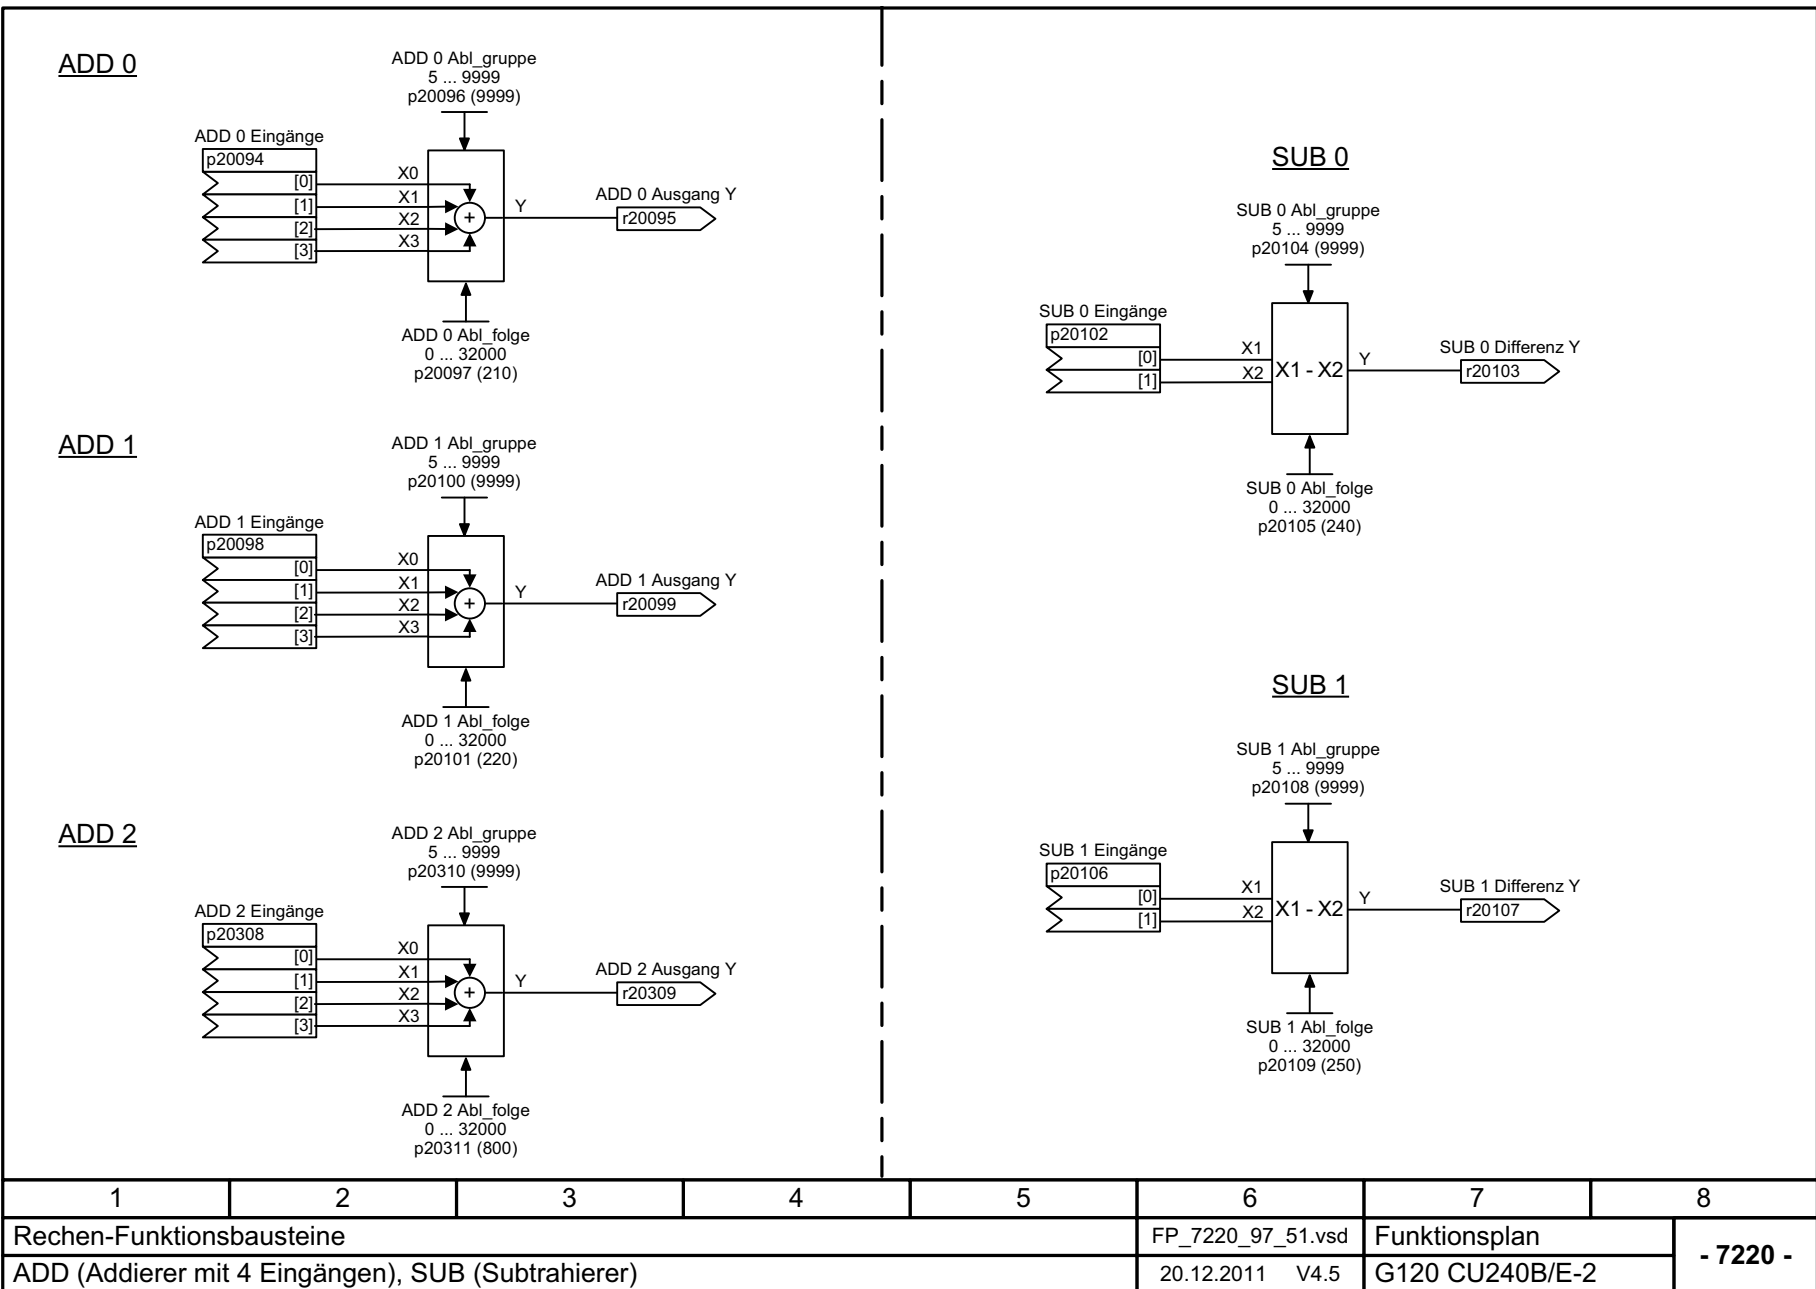 ADD 0
ADD 0 Abl_gruppe
5 ... 9999
p20096 (9999)
ADD 0 Eingänge
p20094
[0]
[1]
[2]
[3]
X0
X1
X2
X3
+
Y
ADD 0 Ausgang Y
r20095
ADD 0 Abl_folge
0 ... 32000
p20097 (210)
ADD 1
ADD 1 Abl_gruppe
5 ... 9999
p20100 (9999)
ADD 1 Eingänge
p20098
[0]
[1]
[2]
[3]
X0
X1
X2
X3
+
Y
ADD 1 Ausgang Y
r20099
ADD 1 Abl_folge
0 ... 32000
p20101 (220)
ADD 2
ADD 2 Abl_gruppe
5 ... 9999
p20310 (9999)
ADD 2 Eingänge
p20308
[0]
[1]
[2]
[3]
X0
X1
X2
X3
+
Y
ADD 2 Ausgang Y
r20309
ADD 2 Abl_folge
0 ... 32000
p20311 (800)
SUB 0
SUB 0 Abl_gruppe
5 ... 9999
p20104 (9999)
SUB 0 Eingänge
p20102
[0]
[1]
X1
X2
X1 - X2
Y
SUB 0 Differenz Y
r20103
SUB 0 Abl_folge
0 ... 32000
p20105 (240)
SUB 1
SUB 1 Abl_gruppe
5 ... 9999
p20108 (9999)
SUB 1 Eingänge
p20106
[0]
[1]
X1
X2
X1 - X2
Y
SUB 1 Differenz Y
r20107
SUB 1 Abl_folge
0 ... 32000
p20109 (250)
1 2 3 4 5 6 7 8
Rechen-Funktionsbausteine
FP_7220_97_51.vsd
Funktionsplan
- 7220 -
ADD (Addierer mit 4 Eingängen), SUB (Subtrahierer)
20.12.2011 V4.5
G120 CU240B/E-2